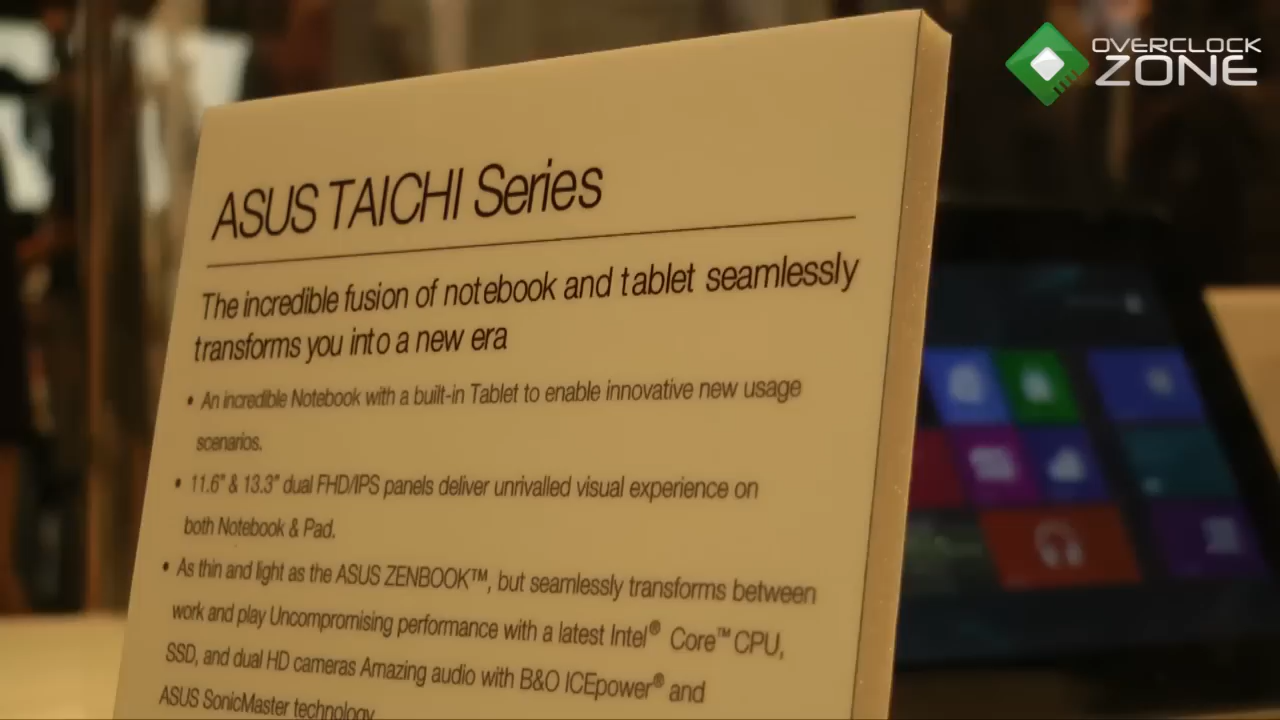 OVERCLOCK
ZONE
ASUS TAICHI Series
The incredible fusion of notebook and tablet seamlessly
transforms you into a new era
• An incredible Notebook with a built-in Tablet to enable innovative new usage
scenarios.
• 11.6" & 13.3" dual FHD/IPS panels deliver unrivalled visual experience on
both Notebook & Pad.
• As thin and light as the ASUS ZENBOOK™, but seamlessly transforms between
work and play Uncompromising performance with a latest Intel® Core™ CPU,
SSD, and dual HD cameras Amazing audio with B&O ICEpower® and
ASUS SonicMaster technology